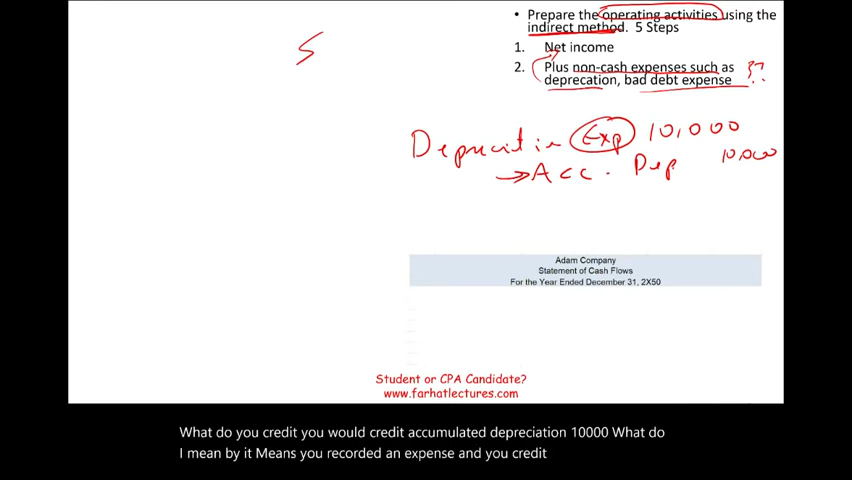 • Prepare the operating activities using the
indirect method. 5 Steps
1. Net income
2. Plus non-cash expenses such as
deprecation, bad debt expense ??
5
Depreciation Exp 10,000
→ Acc. Dep 10,000
Adam Company
Statement of Cash Flows
For the Year Ended December 31, 2X50
Student or CPA Candidate?
www.farhatlectures.com
What do you credit you would credit accumulated depreciation 10000 What do
I mean by it Means you recorded an expense and you credit